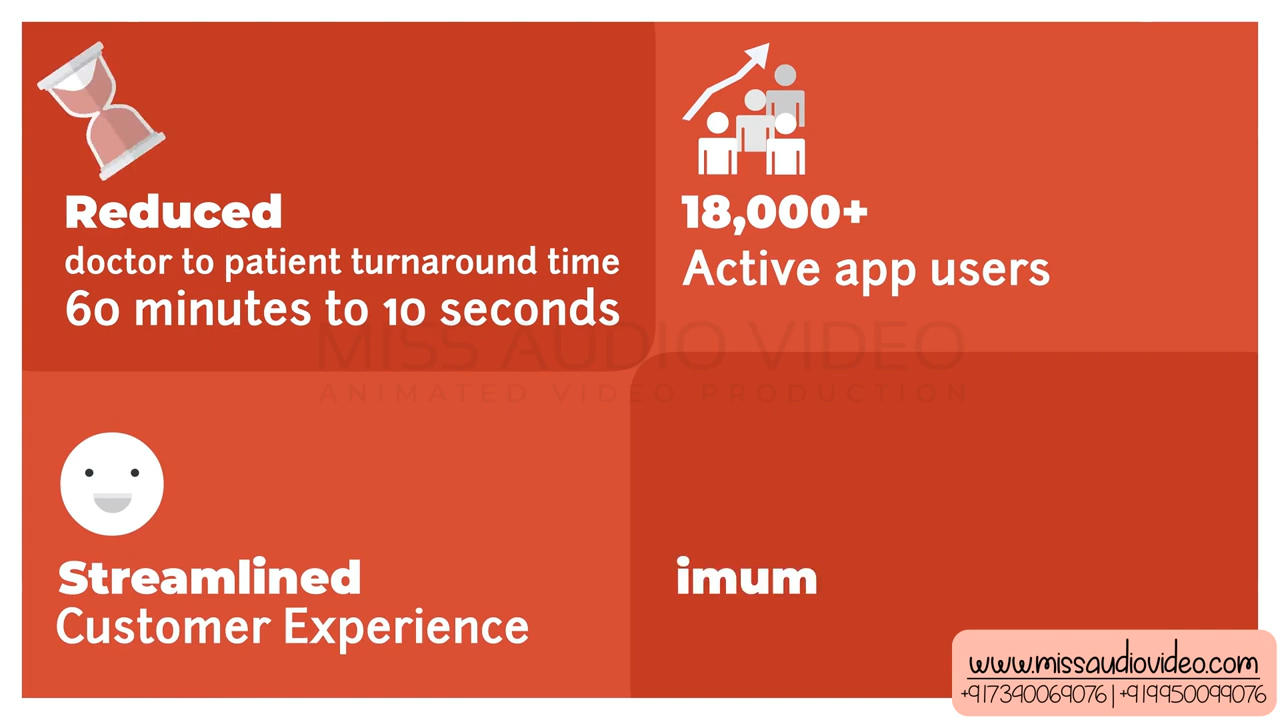 Reduced
doctor to patient turnaround time
60 minutes to 10 seconds
18,000+
Active app users
MISS AUDIO VIDEO
ANIMATED VIDEO PRODUCTION
Streamlined
Customer Experience
imum
www.missaudiovideo.com
+917390069076 | +919950099076